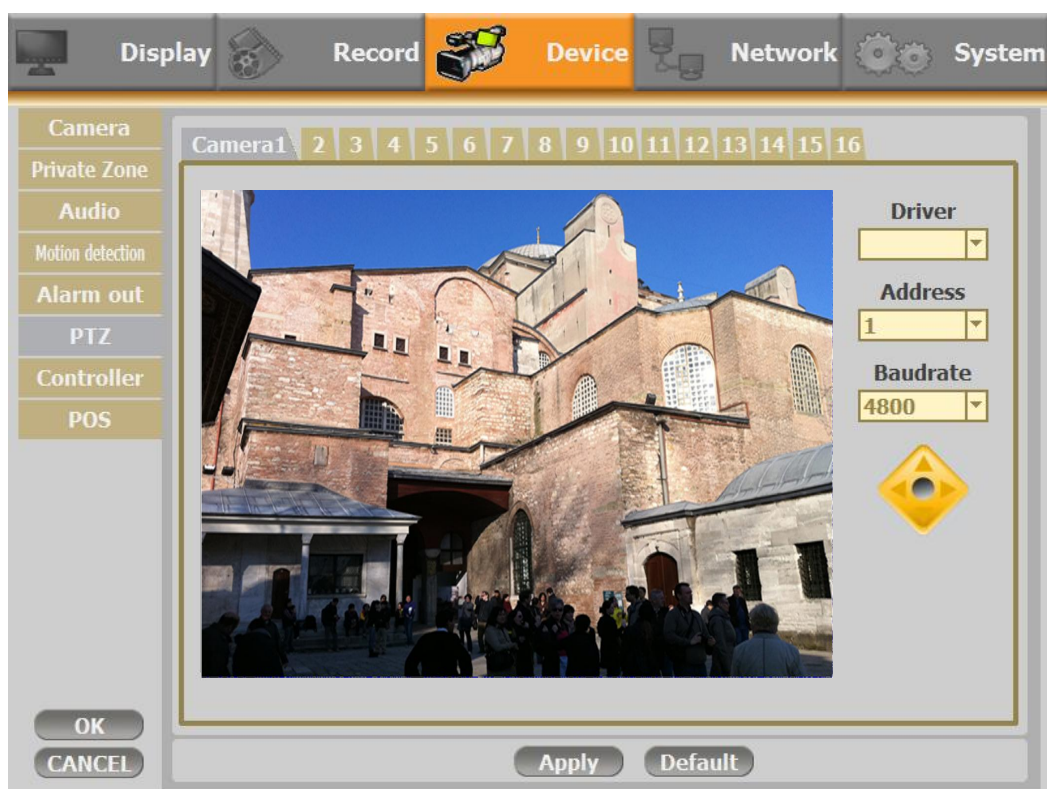 Display Record Device Network System
Camera
Private Zone
Audio
Motion detection
Alarm out
PTZ
Controller
POS
OK
CANCEL
Camera1 2 3 4 5 6 7 8 9 10 11 12 13 14 15 16
Driver
Address
1
Baudrate
4800
Apply Default